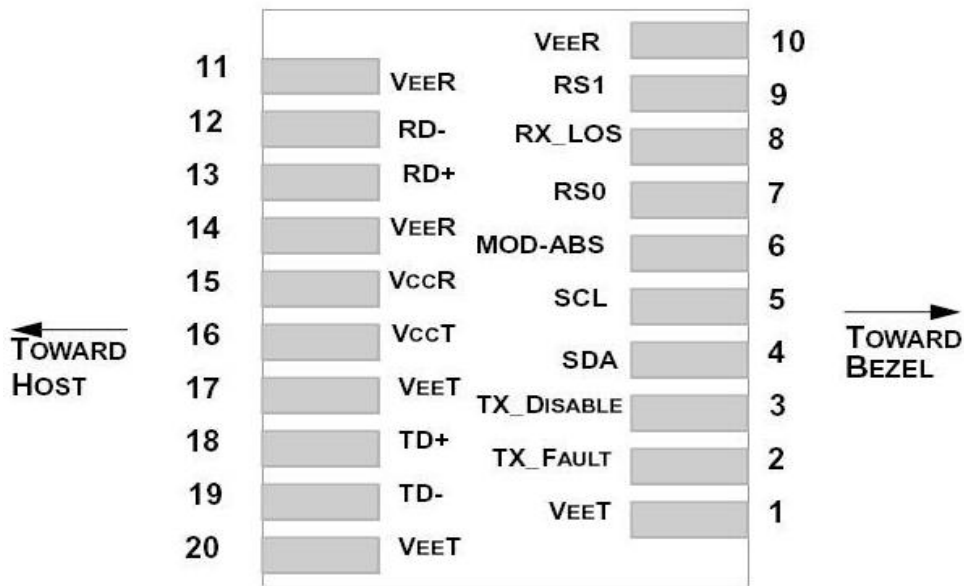 VEER 10
11 VEER
RS1 9
12 RD-
RX_LOS 8
13 RD+
RS0 7
14 VEER
MOD-ABS 6
15 VCCR
SCL 5
16 VCCT
TOWARD
HOST
TOWARD
BEZEL
SDA 4
17 VEET
TX_DISABLE 3
18 TD+
TX_FAULT 2
19 TD-
VEET 1
20 VEET